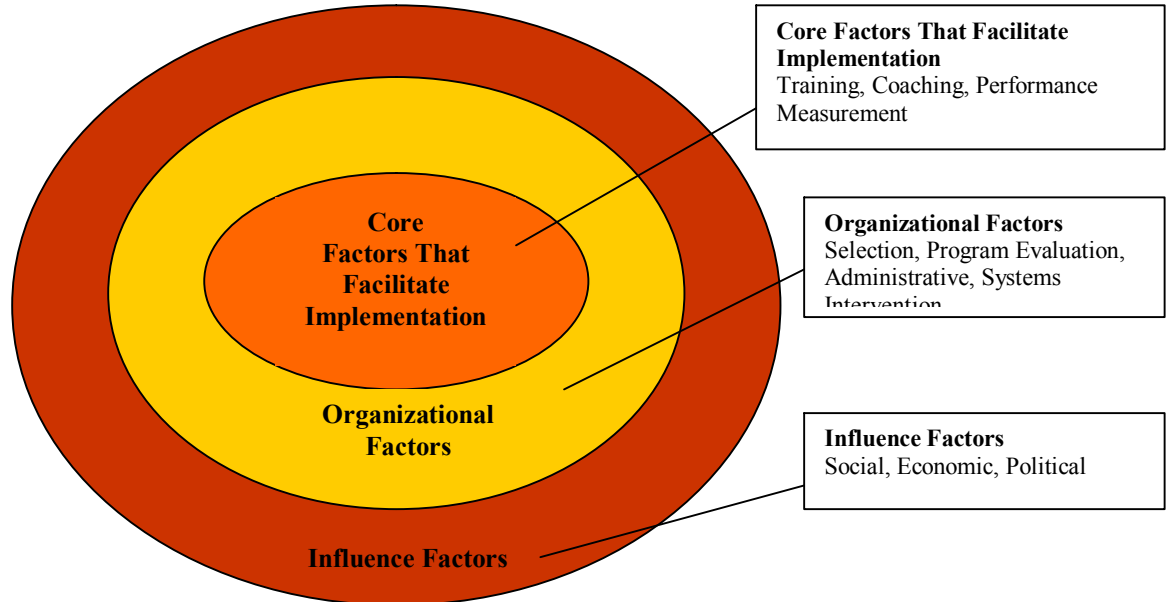 Core
Factors That
Facilitate
Implementation
Organizational
Factors
Influence Factors
Core Factors That Facilitate
Implementation
Training, Coaching, Performance
Measurement
Organizational Factors
Selection, Program Evaluation,
Administrative, Systems
Intervention
Influence Factors
Social, Economic, Political